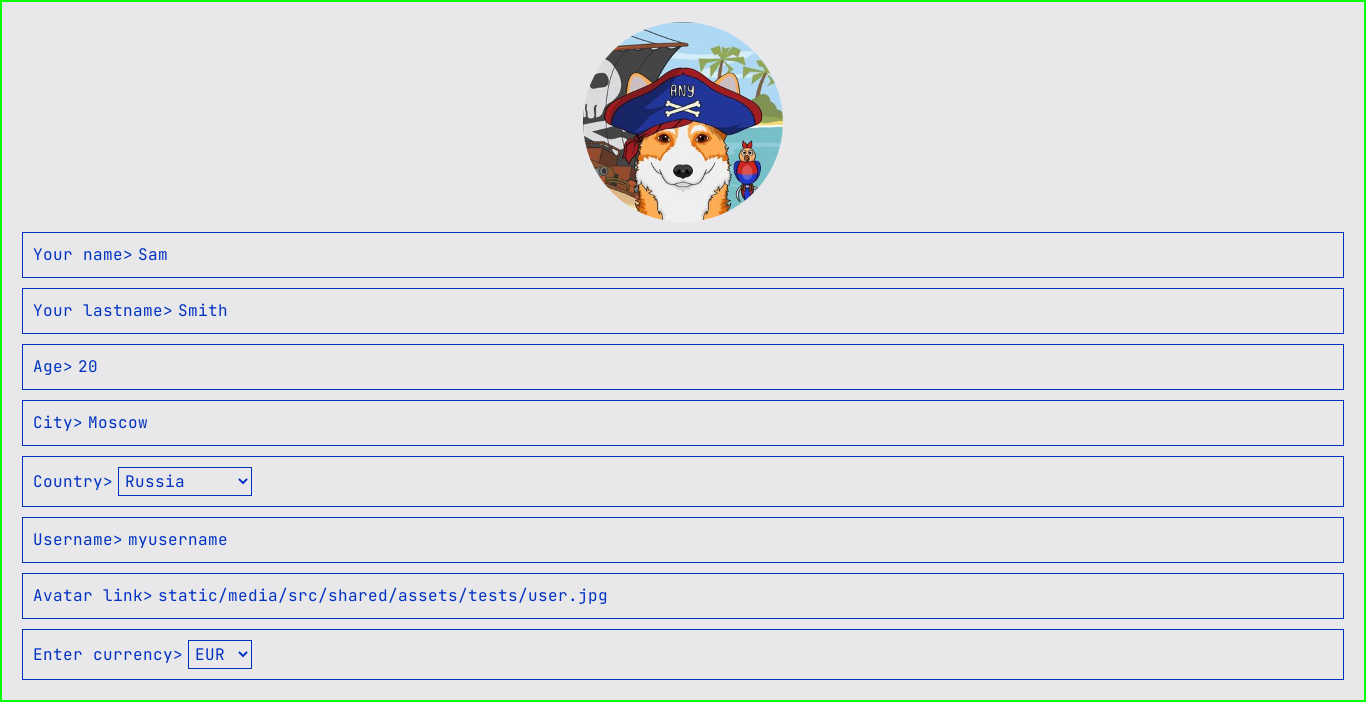 ANY
Your name> Sam
Your lastname> Smith
Age> 20
City> Moscow
Country> Russia
Username> myusername
Avatar link> static/media/src/shared/assets/tests/user.jpg
Enter currency> EUR